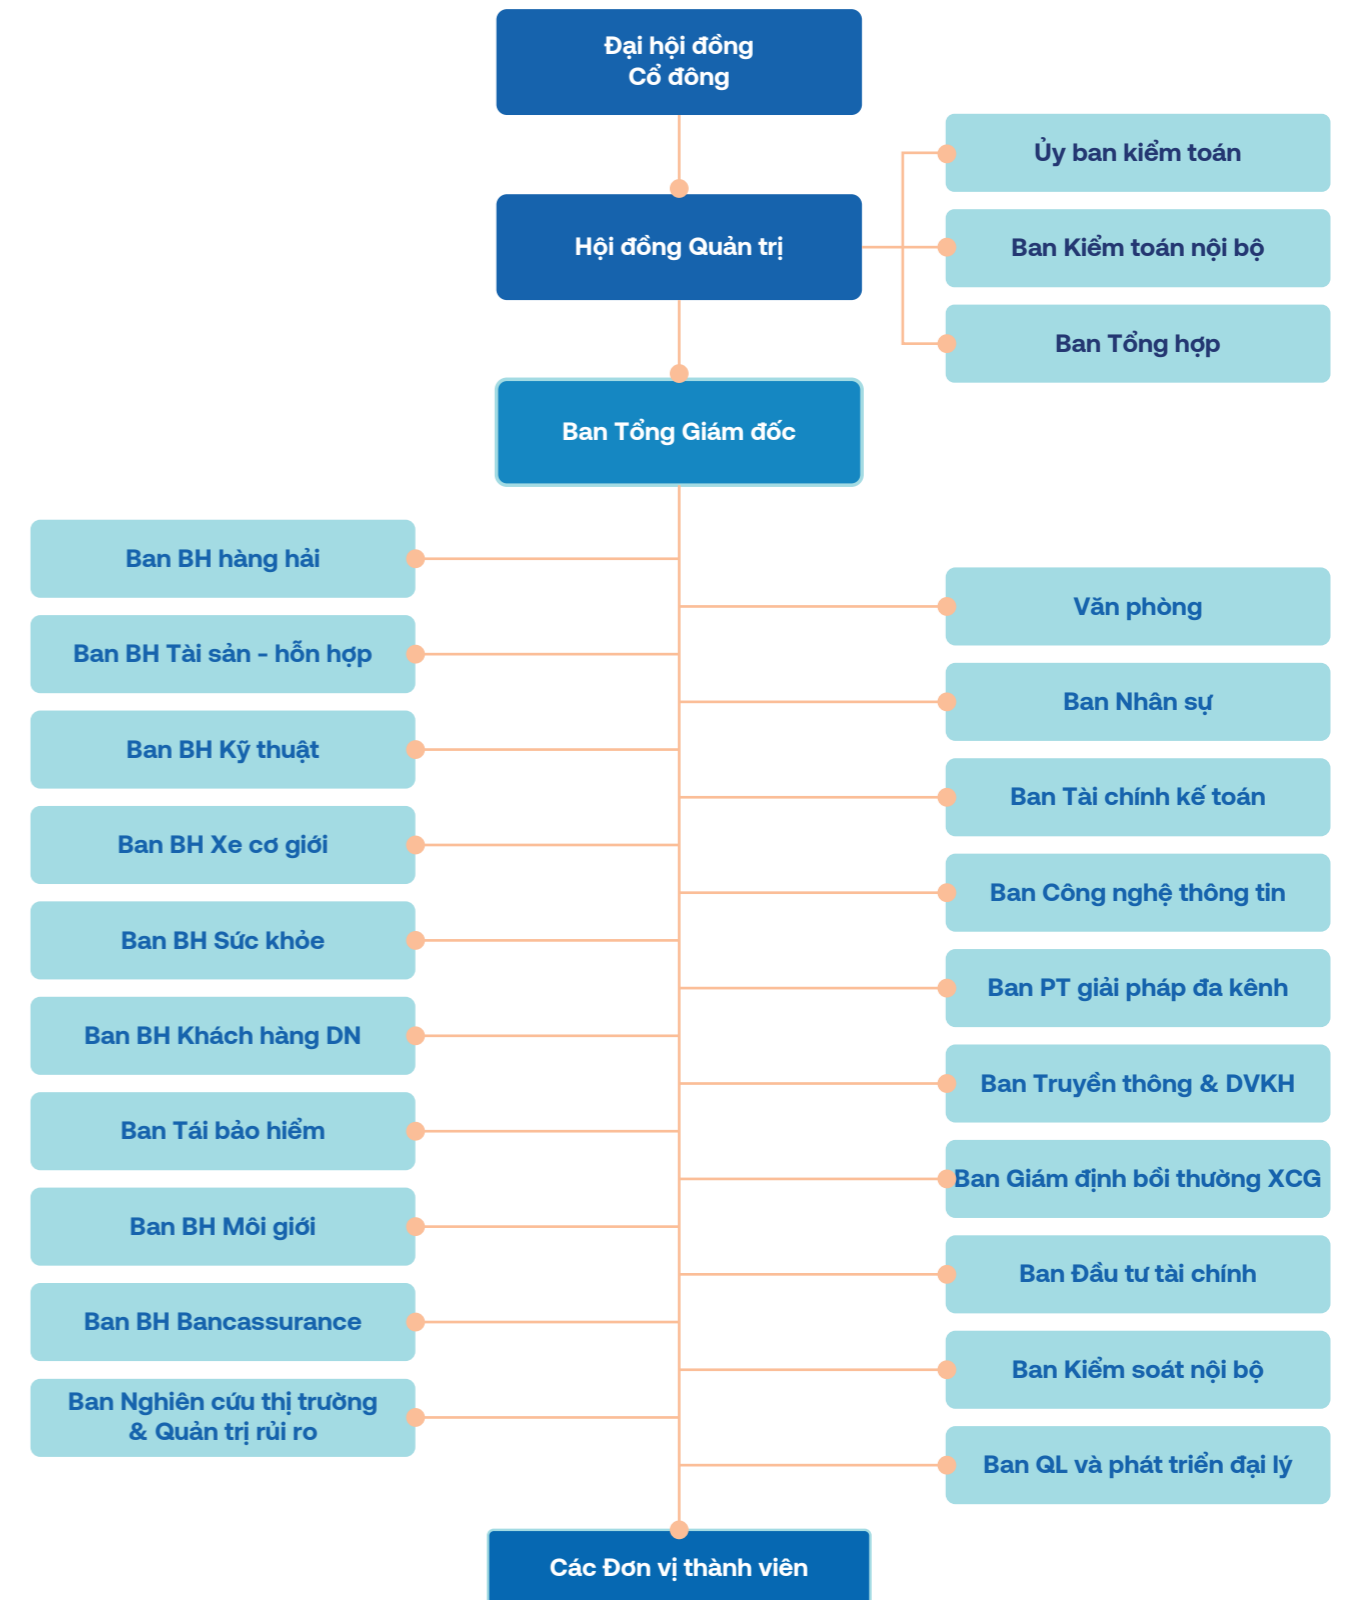 Đại hội đồng
Cổ đông
Ủy ban kiểm toán
Hội đồng Quản trị
Ban Kiểm toán nội bộ
Ban Tổng hợp
Ban Tổng Giám đốc
Ban BH hàng hải
Ban BH Tài sản - hỗn hợp
Ban BH Kỹ thuật
Ban BH Xe cơ giới
Ban BH Sức khỏe
Ban BH Khách hàng DN
Ban Tái bảo hiểm
Ban BH Môi giới
Ban BH Bancassurance
Ban Nghiên cứu thị trường
& Quản trị rủi ro
Văn phòng
Ban Nhân sự
Ban Tài chính kế toán
Ban Công nghệ thông tin
Ban PT giải pháp đa kênh
Ban Truyền thông & DVKH
Ban Giám định bồi thường XCG
Ban Đầu tư tài chính
Ban Kiểm soát nội bộ
Ban QL và phát triển đại lý
Các Đơn vị thành viên